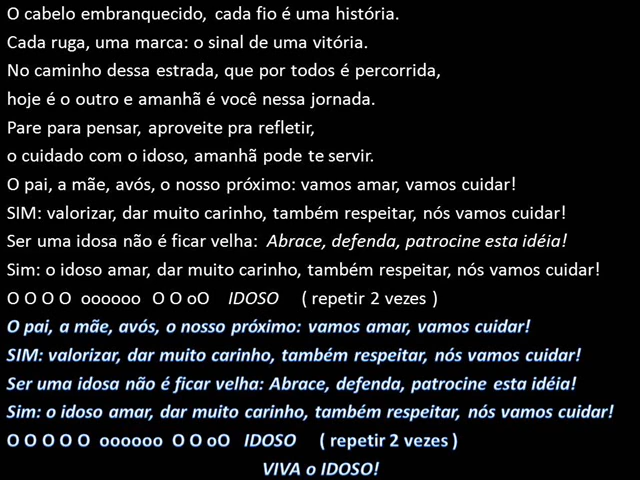 O cabelo embranquecido, cada fio é uma história.
Cada ruga, uma marca: o sinal de uma vitória.
No caminho dessa estrada, que por todos é percorrida,
hoje é o outro e amanhã é você nessa jornada.
Pare para pensar, aproveite pra refletir,
o cuidado com o idoso, amanhã pode te servir.
O pai, a mãe, avós, o nosso próximo: vamos amar, vamos cuidar!
SIM: valorizar, dar muito carinho, também respeitar, nós vamos cuidar!
Ser uma idosa não é ficar velha: Abrace, defenda, patrocine esta idéia!
Sim: o idoso amar, dar muito carinho, também respeitar, nós vamos cuidar!
O O O O oooooo O O oO IDOSO ( repetir 2 vezes )
O pai, a mãe, avós, o nosso próximo: vamos amar, vamos cuidar!
SIM: valorizar, dar muito carinho, também respeitar, nós vamos cuidar!
Ser uma idosa não é ficar velha: Abrace, defenda, patrocine esta idéia!
Sim: o idoso amar, dar muito carinho, também respeitar, nós vamos cuidar!
O O O O O oooooo O O oO IDOSO ( repetir 2 vezes )
VIVA o IDOSO!